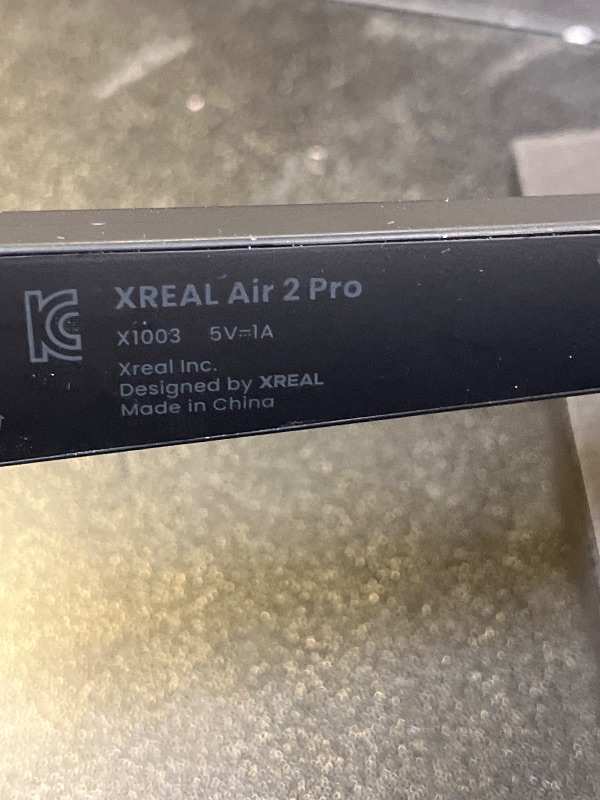 XREAL Air 2 Pro
X1003 5V⎓1A
Xreal Inc.
Designed by XREAL
Made in China